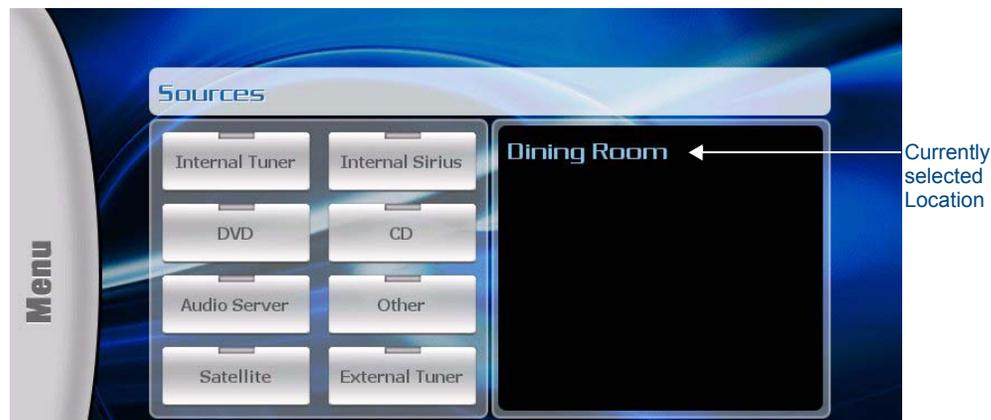 Sources
Internal Tuner
Internal Sirius
Dining Room
Currently
selected
Location
DVD
CD
Menu
Audio Server
Other
Satellite
External Tuner